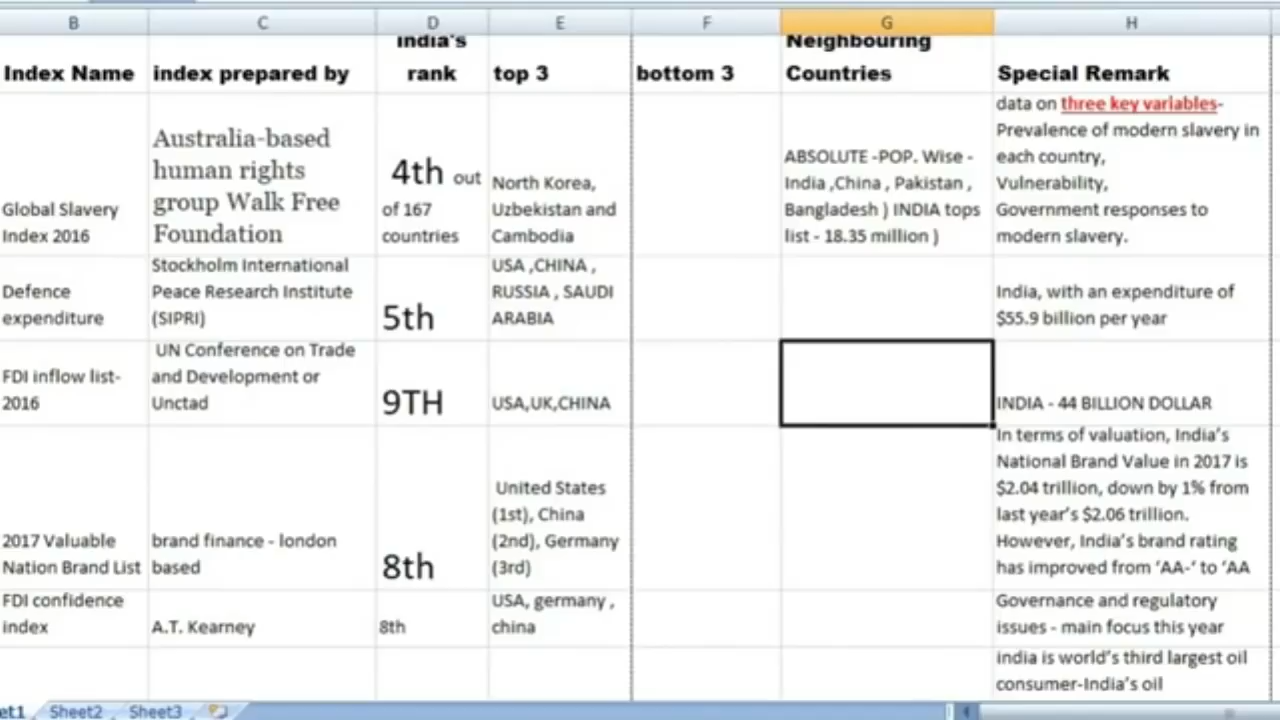 B C D E F G H
India's Neighbouring
Index Name index prepared by rank top 3 bottom 3 Countries Special Remark
data on three key variables-
Australia-based ABSOLUTE -POP. Wise - Prevalence of modern slavery in
human rights 4th out North Korea, India ,China , Pakistan , each country,
group Walk Free of 167 Uzbekistan and Bangladesh ) INDIA tops Vulnerability,
Global Slavery Foundation countries Cambodia list - 18.35 million ) Government responses to
Index 2016 modern slavery.
Stockholm International USA ,CHINA ,
Defence Peace Research Institute RUSSIA , SAUDI India, with an expenditure of
expenditure (SIPRI) 5th ARABIA $55.9 billion per year
UN Conference on Trade
FDI inflow list- and Development or
2016 Unctad 9TH USA,UK,CHINA INDIA - 44 BILLION DOLLAR
In terms of valuation, India's
National Brand Value in 2017 is
United States $2.04 trillion, down by 1% from
(1st), China last year's $2.06 trillion.
2017 Valuable brand finance - london (2nd), Germany However, India's brand rating
Nation Brand List based 8th (3rd) has improved from 'AA-' to 'AA
FDI confidence USA, germany , Governance and regulatory
index A.T. Kearney 8th china issues - main focus this year
india is world's third largest oil
consumer-India's oil
et1 Sheet2 Sheet3